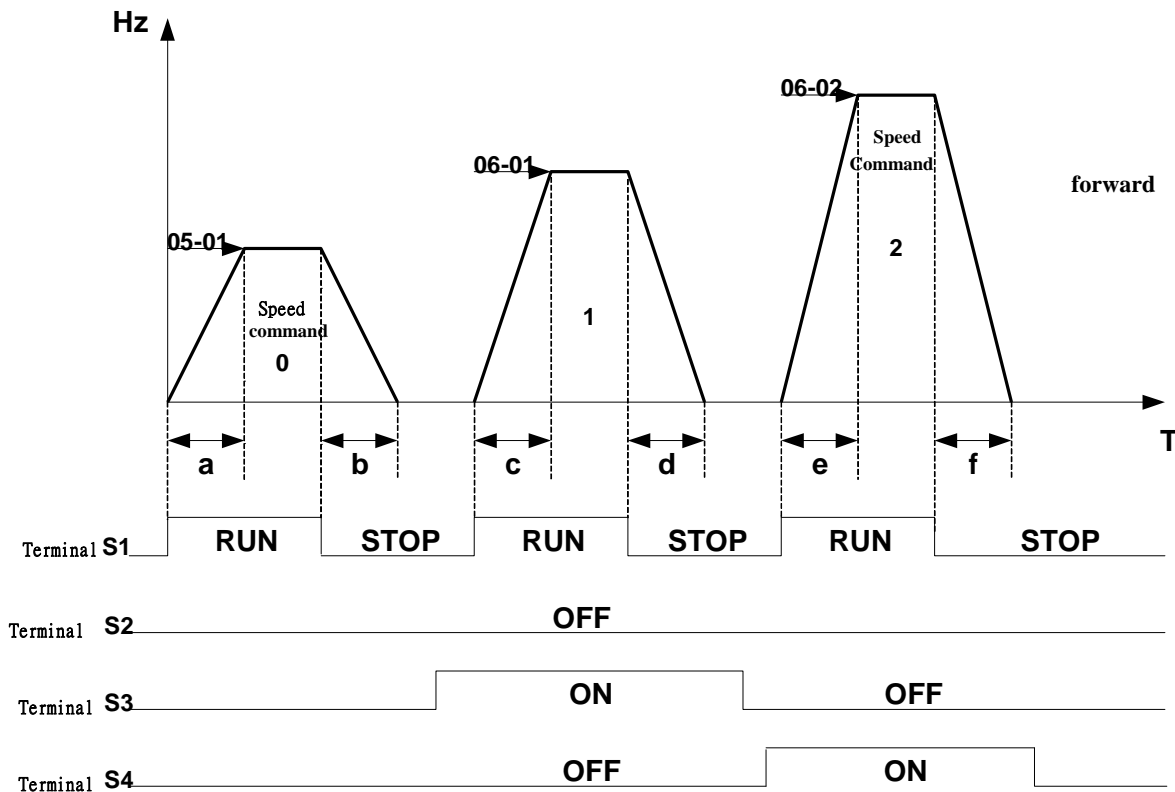 Hz
06-02
Speed
Command
06-01
forward
05-01
2
1
Speed
command
0
T
a b c d e f
Terminal S1 RUN STOP RUN STOP RUN STOP
Terminal S2 OFF
Terminal S3 ON OFF
Terminal S4 OFF ON